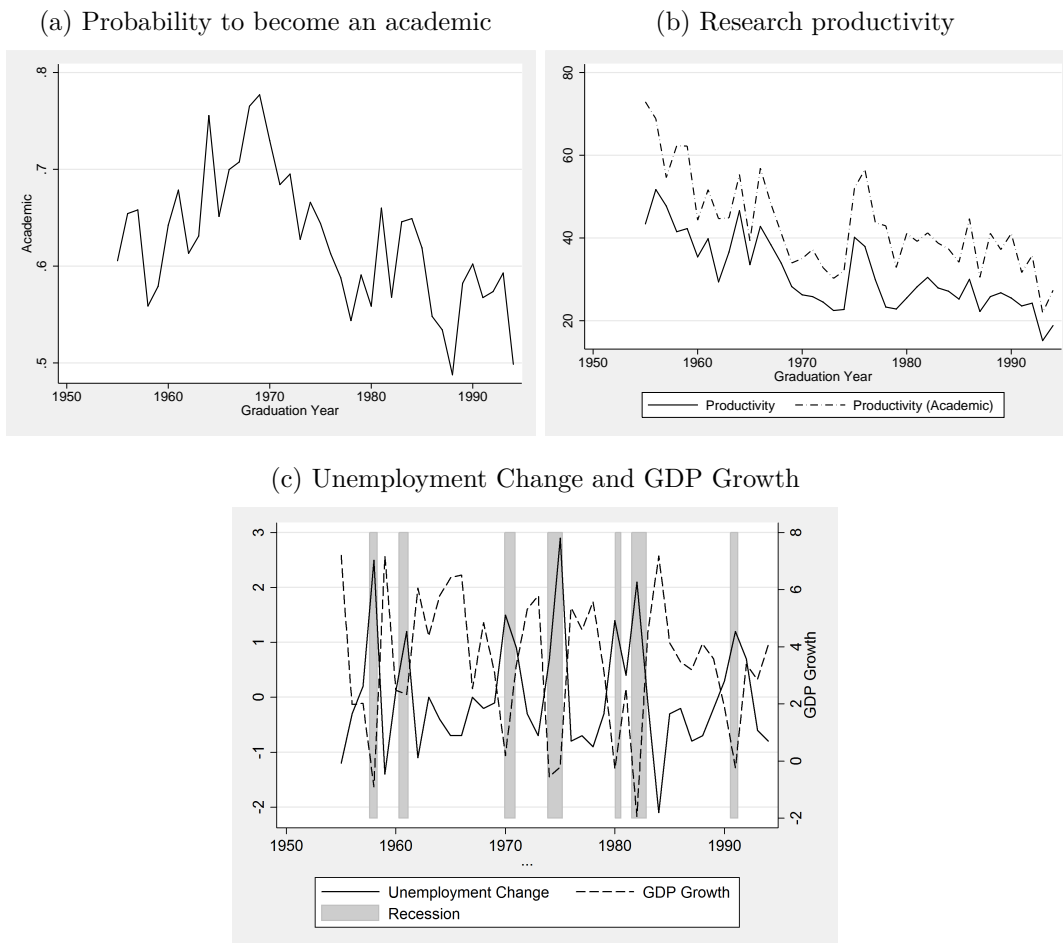 (a) Probability to become an academic
(b) Research productivity
.8
.7
.6
.5
Academic
1950 1960 1970 1980 1990
Graduation Year
80
60
40
20
1950 1960 1970 1980 1990
Graduation Year
Productivity Productivity (Academic)
(c) Unemployment Change and GDP Growth
3
2
1
0
-1
-2
8
6
4
2
0
-2
GDP Growth
1950 1960 1970 1980 1990
...
Unemployment Change GDP Growth
Recession